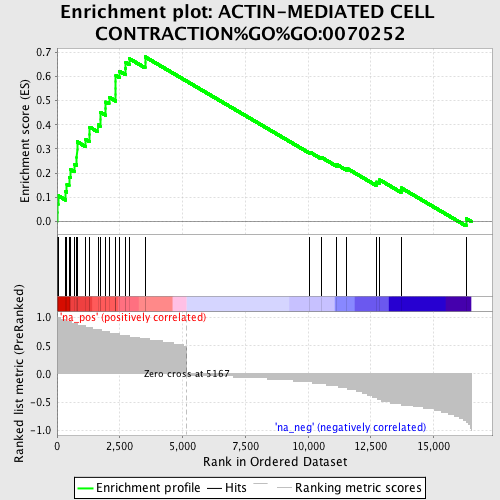 Enrichment plot: ACTIN-MEDIATED CELL
CONTRACTION%GO%GO:0070252
Enrichment score (ES)
0.7
0.6
0.5
0.4
0.3
0.2
0.1
0.0
'na_pos' (positively correlated)
Ranked list metric (PreRanked)
1.0
0.5
0.0
-0.5
-1.0
Zero cross at 5167
'na_neg' (negatively correlated)
0
2,500
5,000
7,500
10,000
12,500
15,000
Rank in Ordered Dataset
Enrichment profile
Hits
Ranking metric scores